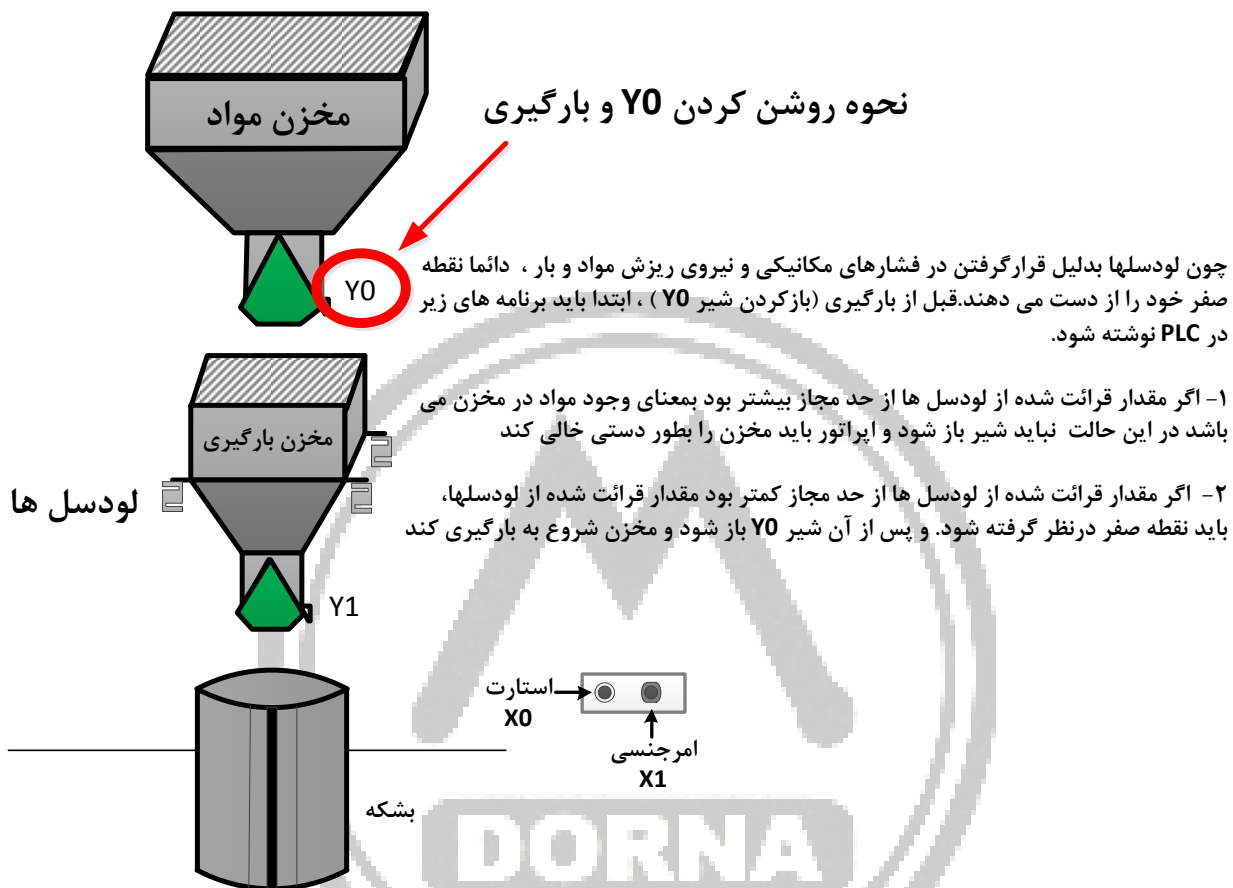 مخزن مواد
نحوه روشن کردن Y0 و بارگیری
Y0
چون لودسلها بدلیل قرارگرفتن در فشارهای مکانیکی و نیروی ریزش مواد و بار ، دائما نقطه
صفر خود را از دست می دهند.قبل از بارگیری (بازکردن شیر Y0 ) ، ابتدا باید برنامه های زیر
در PLC نوشته شود.
۱- اگر مقدار قرائت شده از لودسل ها از حد مجاز بیشتر بود بمعنای وجود مواد در مخزن می
باشد در این حالت نباید شیر باز شود و اپراتور باید مخزن را بطور دستی خالی کند
مخزن بارگیری
لودسل ها
۲- اگر مقدار قرائت شده از لودسل ها از حد مجاز کمتر بود مقدار قرائت شده از لودسلها،
باید نقطه صفر درنظر گرفته شود. و پس از آن شیر Y0 باز شود و مخزن شروع به بارگیری کند
Y1
استارت
X0
امرجنسی
X1
بشکه
DORNA